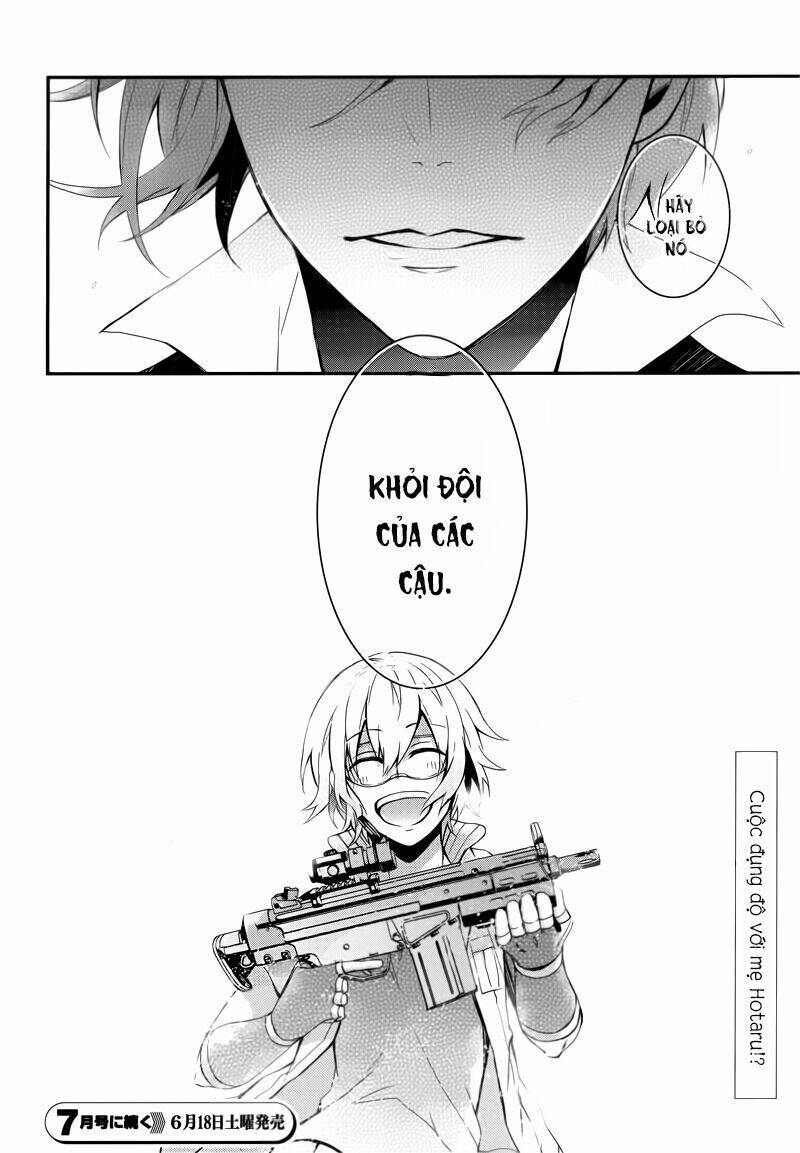 HÃY
LOẠI BỎ
NÓ
KHỎI ĐỘI
CỦA CÁC
CẬU.
Cuộc đụng độ với mẹ Hotaru!?
7月号に続く 6月18日土曜発売